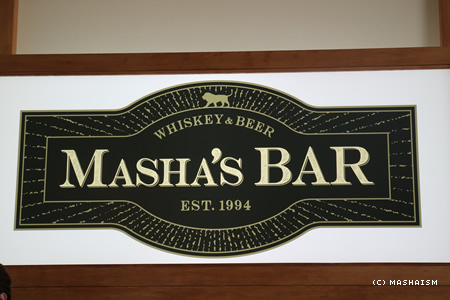 WHISKEY & BEER
MASHA'S BAR
EST. 1994
(C) MASHAISM